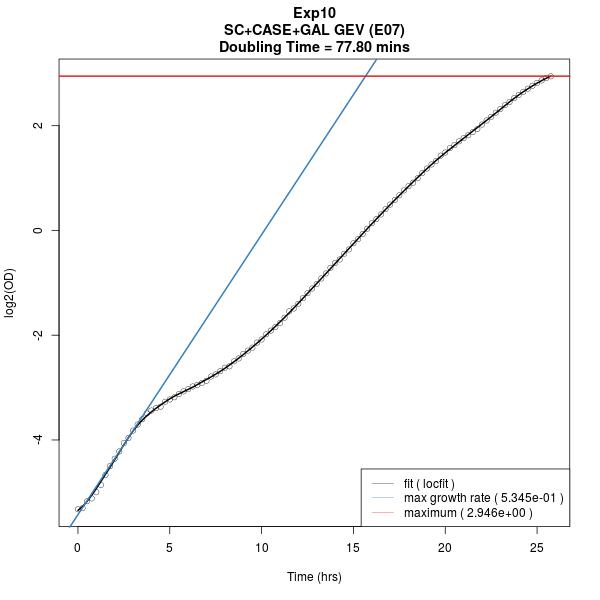 Exp10
SC+CASE+GAL GEV (E07)
Doubling Time = 77.80 mins
2
0
-2
-4
log2(OD)
fit ( locfit )
max growth rate ( 5.345e-01 )
maximum ( 2.946e+00 )
0 5 10 15 20 25
Time (hrs)